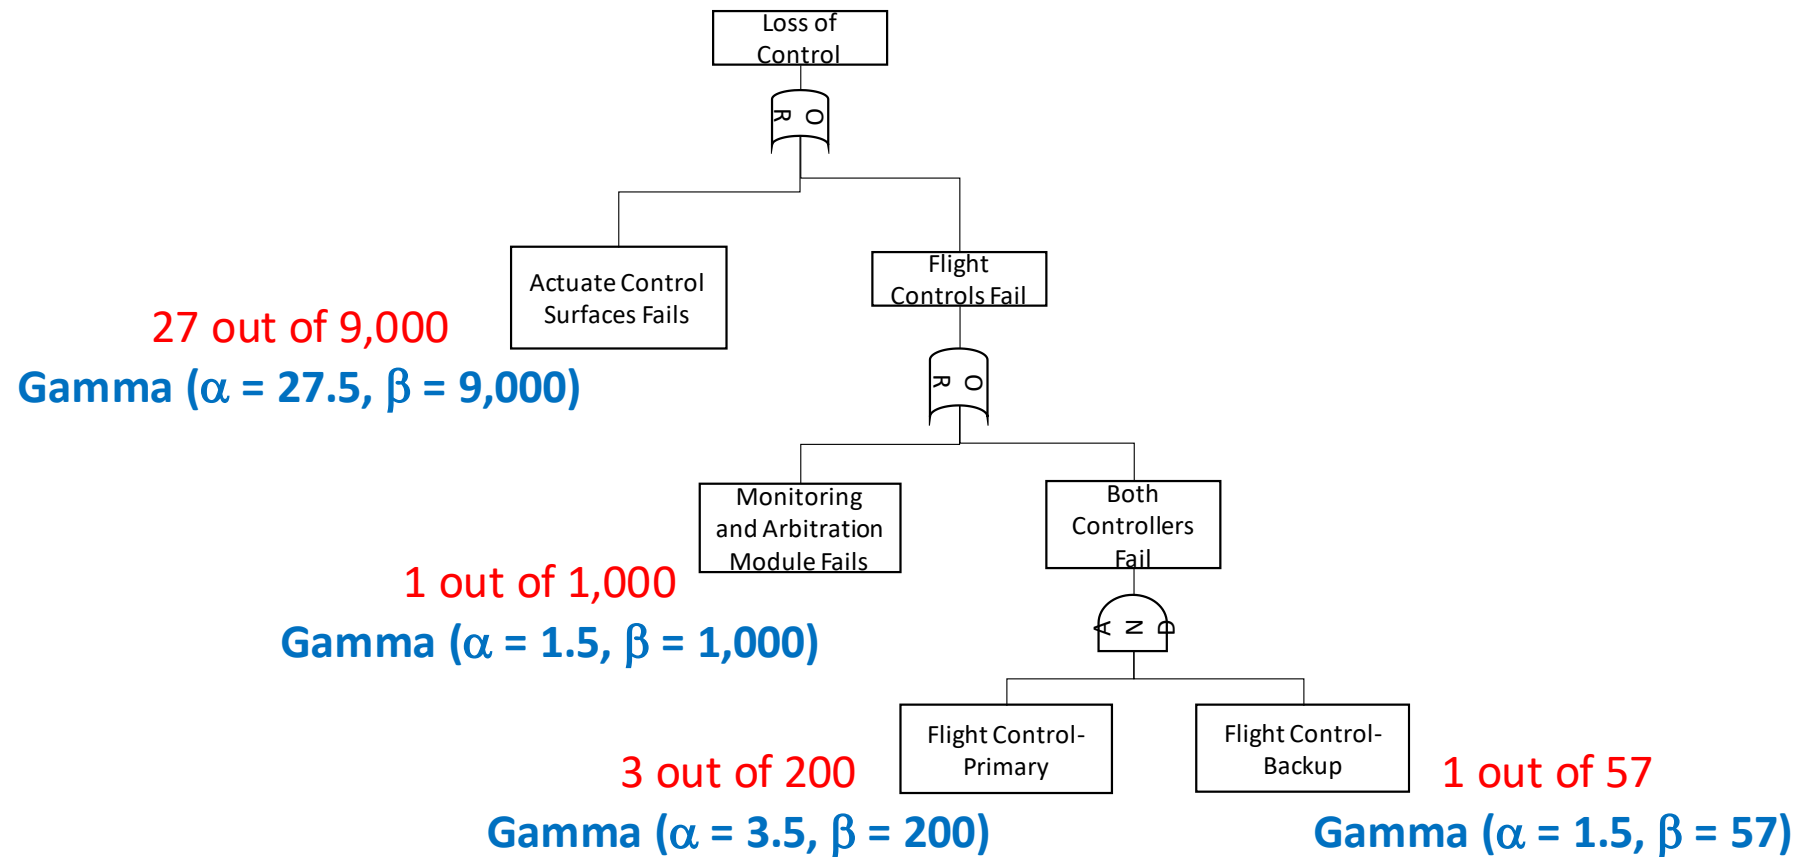 Loss of
Control
O
R
Actuate Control
Surfaces Fails
27 out of 9,000
Gamma (α = 27.5, β = 9,000)
Flight
Controls Fail
O
R
Monitoring
and Arbitration
Module Fails
1 out of 1,000
Gamma (α = 1.5, β = 1,000)
Both
Controllers
Fail
A N D
Flight Control-
Primary
3 out of 200
Gamma (α = 3.5, β = 200)
Flight Control-
Backup
1 out of 57
Gamma (α = 1.5, β = 57)